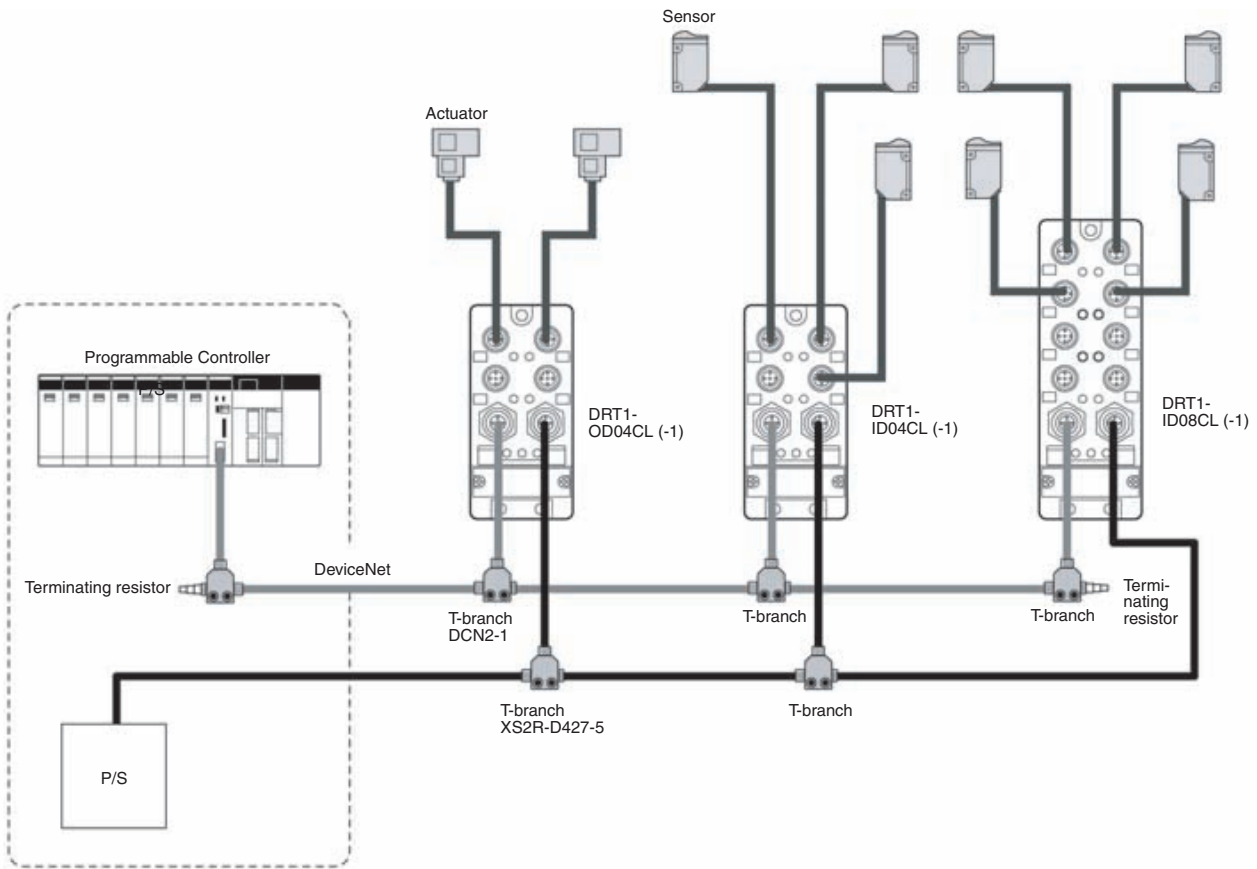 Sensor
Actuator
Programmable Controller
P/S
DRT1-
OD04CL (-1)
DRT1-
ID04CL (-1)
DRT1-
ID08CL (-1)
Terminating resistor
DeviceNet
T-branch
DCN2-1
T-branch
T-branch
Termi-
nating
resistor
T-branch
XS2R-D427-5
T-branch
P/S